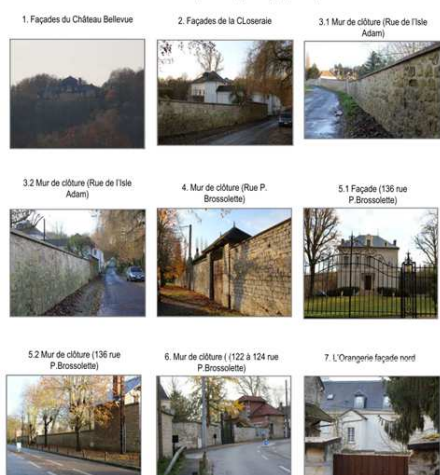 1. Façades du Château Bellevue
2. Façades de la CLoseraie
3.1 Mur de clôture (Rue de l'Isle
Adam)
3.2 Mur de clôture (Rue de l'Isle
Adam)
4. Mur de clôture (Rue P.
Brossolette)
5.1 Façade (136 rue
P.Brossolette)
5.2 Mur de clôture (136 rue
P.Brossolette)
6. Mur de clôture ( (122 à 124 rue
P.Brossolette)
7. L'Orangerie façade nord